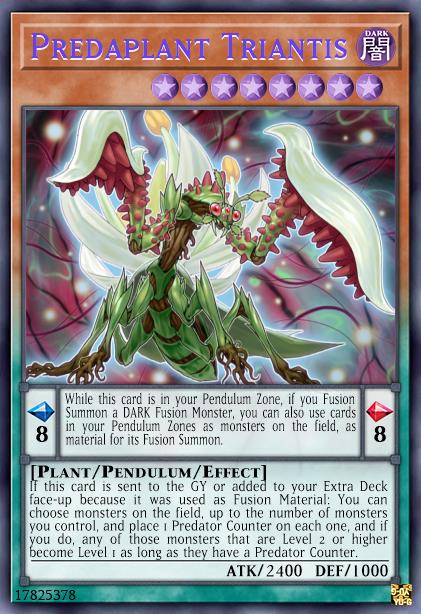 Predaplant Triantis
DARK
闇
While this card is in your Pendulum Zone, if you Fusion
Summon a DARK Fusion Monster, you can also use cards
in your Pendulum Zones as monsters on the field, as
material for its Fusion Summon.
8
8
[Plant/Pendulum/Effect]
If this card is sent to the GY or added to your Extra Deck
face-up because it was used as Fusion Material: You can
choose monsters on the field, up to the number of monsters
you control, and place 1 Predator Counter on each one, and if
you do, any of those monsters that are Level 2 or higher
become Level 1 as long as they have a Predator Counter.
ATK/2400 DEF/1000
17825378